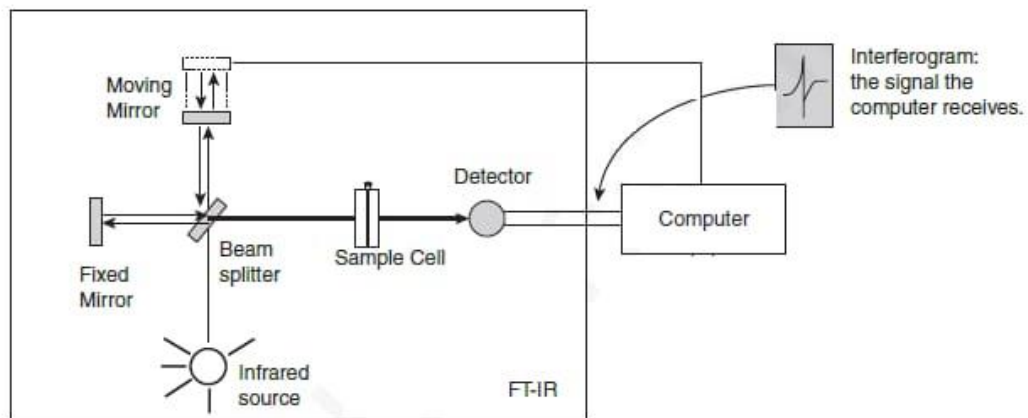 Moving
Mirror
Interferogram:
the signal the
computer receives.
Detector
Computer
Beam
splitter
Sample Cell
Fixed
Mirror
Infrared
source
FT-IR